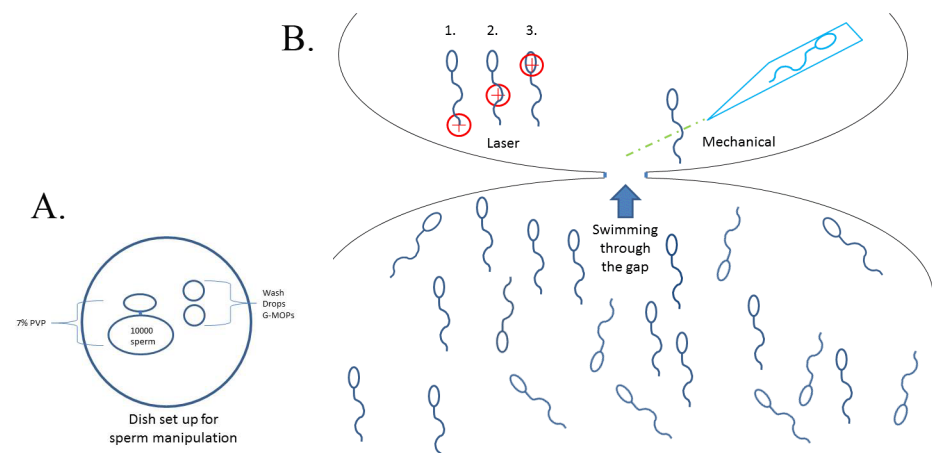 B.
1. 2. 3.
Laser
Mechanical
Swimming
through
the gap
A.
7% PVP
10000
sperm
Wash
Drops
G-MOPs
Dish set up for
sperm manipulation